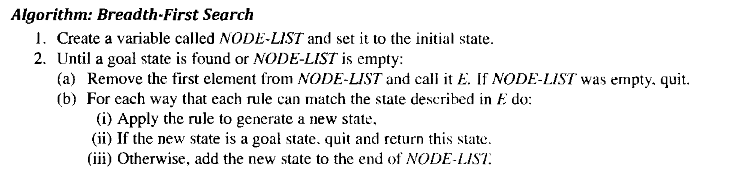 Algorithm: Breadth-First Search
1. Create a variable called NODE-LIST and set it to the initial state.
2. Until a goal state is found or NODE-LIST is empty:
(a) Remove the first element from NODE-LIST and call it E. If NODE-LIST was empty, quit.
(b) For each way that each rule can match the state described in E do:
(i) Apply the rule to generate a new state.
(ii) If the new state is a goal state, quit and return this state.
(iii) Otherwise, add the new state to the end of NODE-LIST.